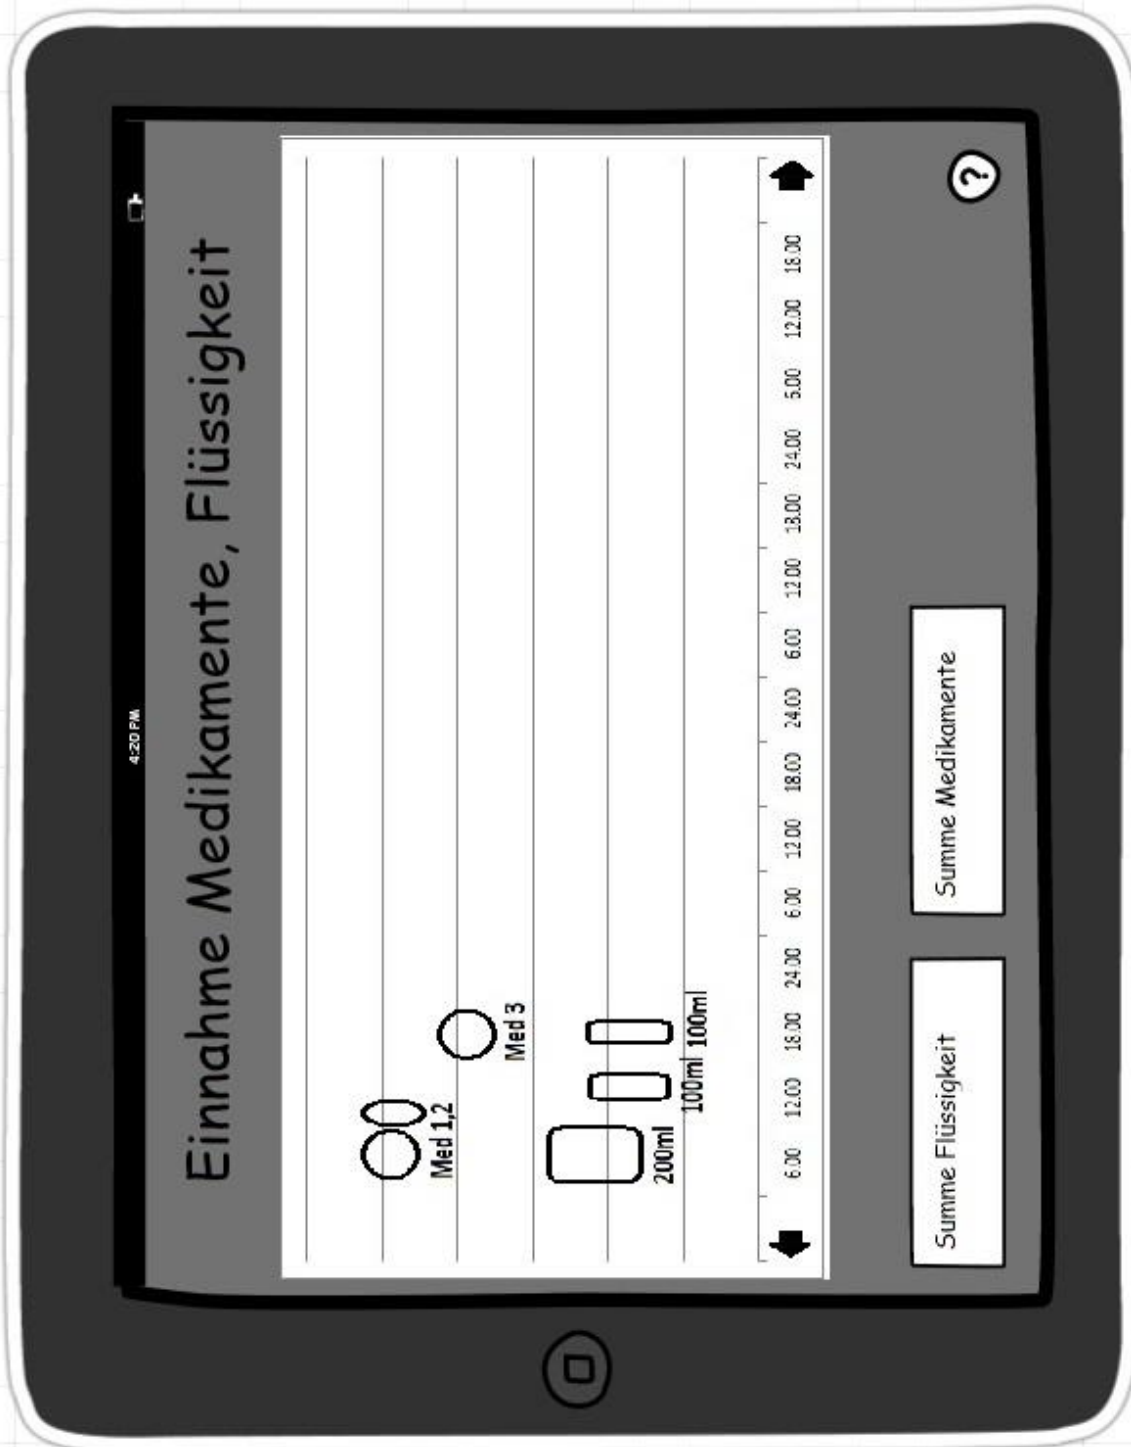 4:20 PM
Einnahme Medikamente, Flüssigkeit
Med 1,2
Med 3
200ml
100ml
100ml
6.00 12.00 18.00 24.00 6.00 12.00 18.00 24.00 6.00 12.00 18.00 24.00 6.00 12.00 18.00
Summe Flüssigkeit
Summe Medikamente
?